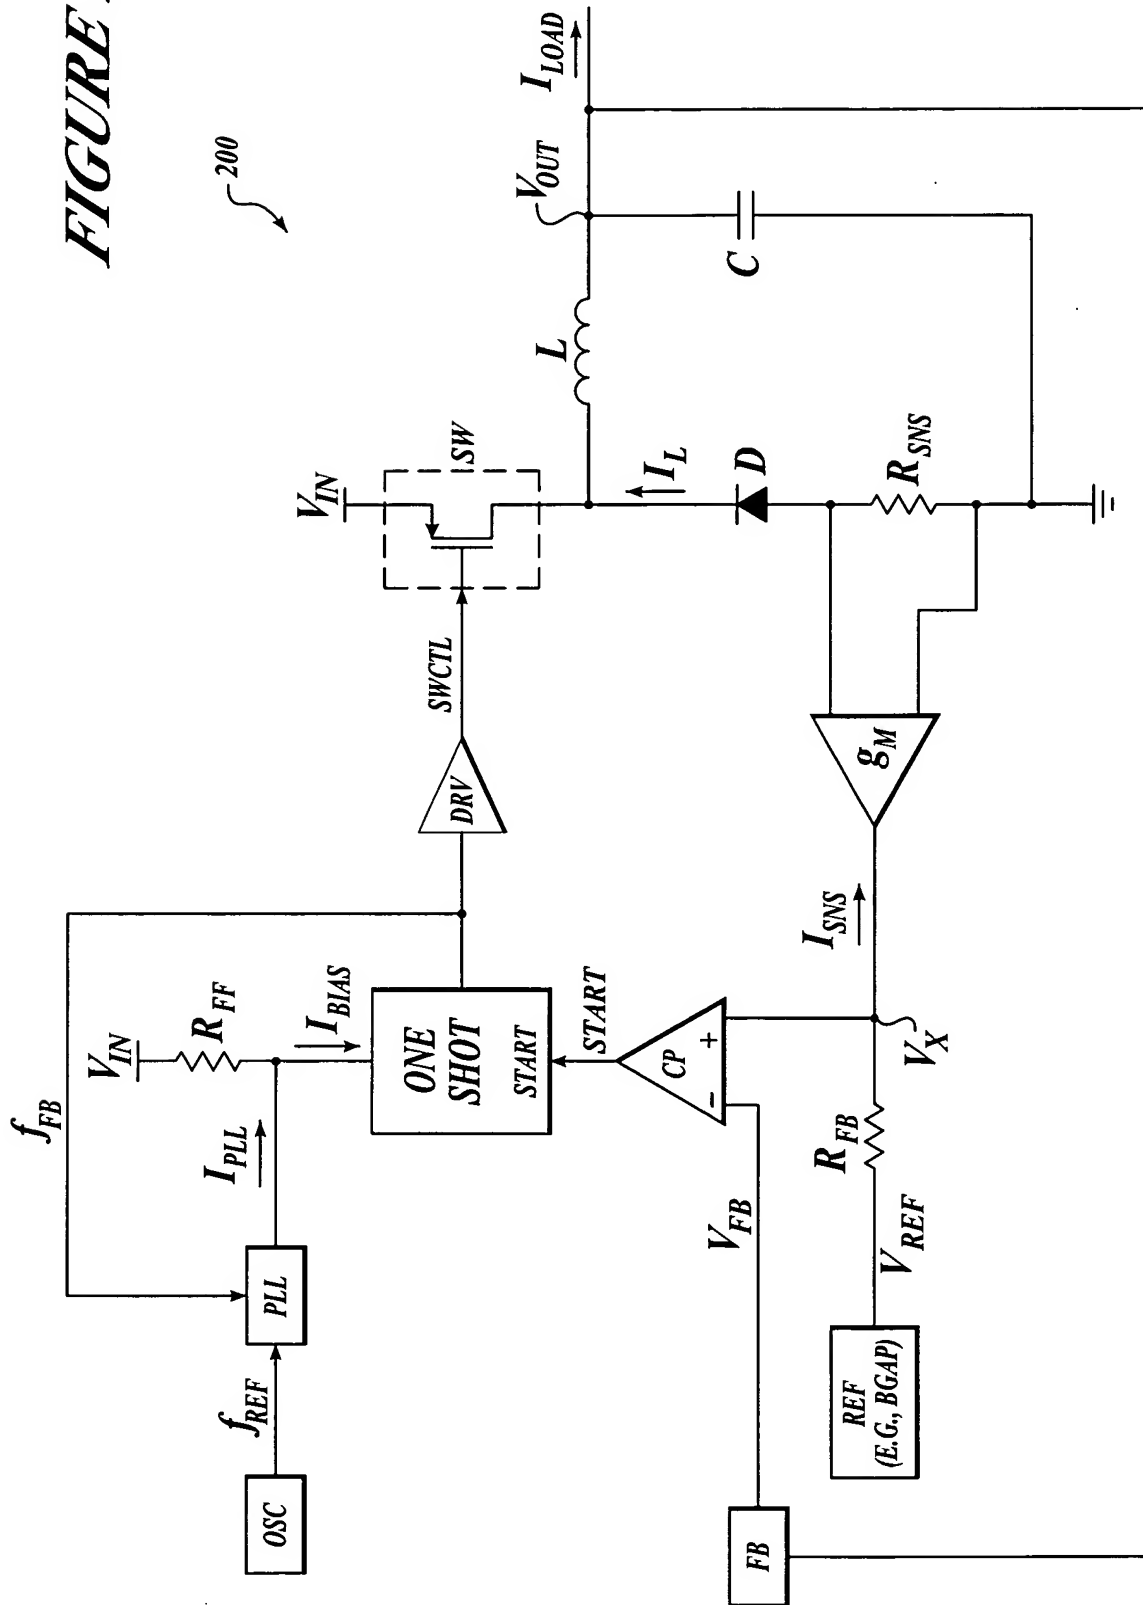 FIGURE
200
f_FB
V_IN
R_FF
I_PLL
I_BIAS
OSC
f_REF
PLL
ONE
SHOT
START
START
DRV
SWCTL
V_IN
SW
L
V_OUT
I_LOAD
I_L
D
C
R_SNS
g_M
I_SNS
CP
- +
V_X
V_FB
R_FB
V_REF
REF
(E.G., BGAP)
FB